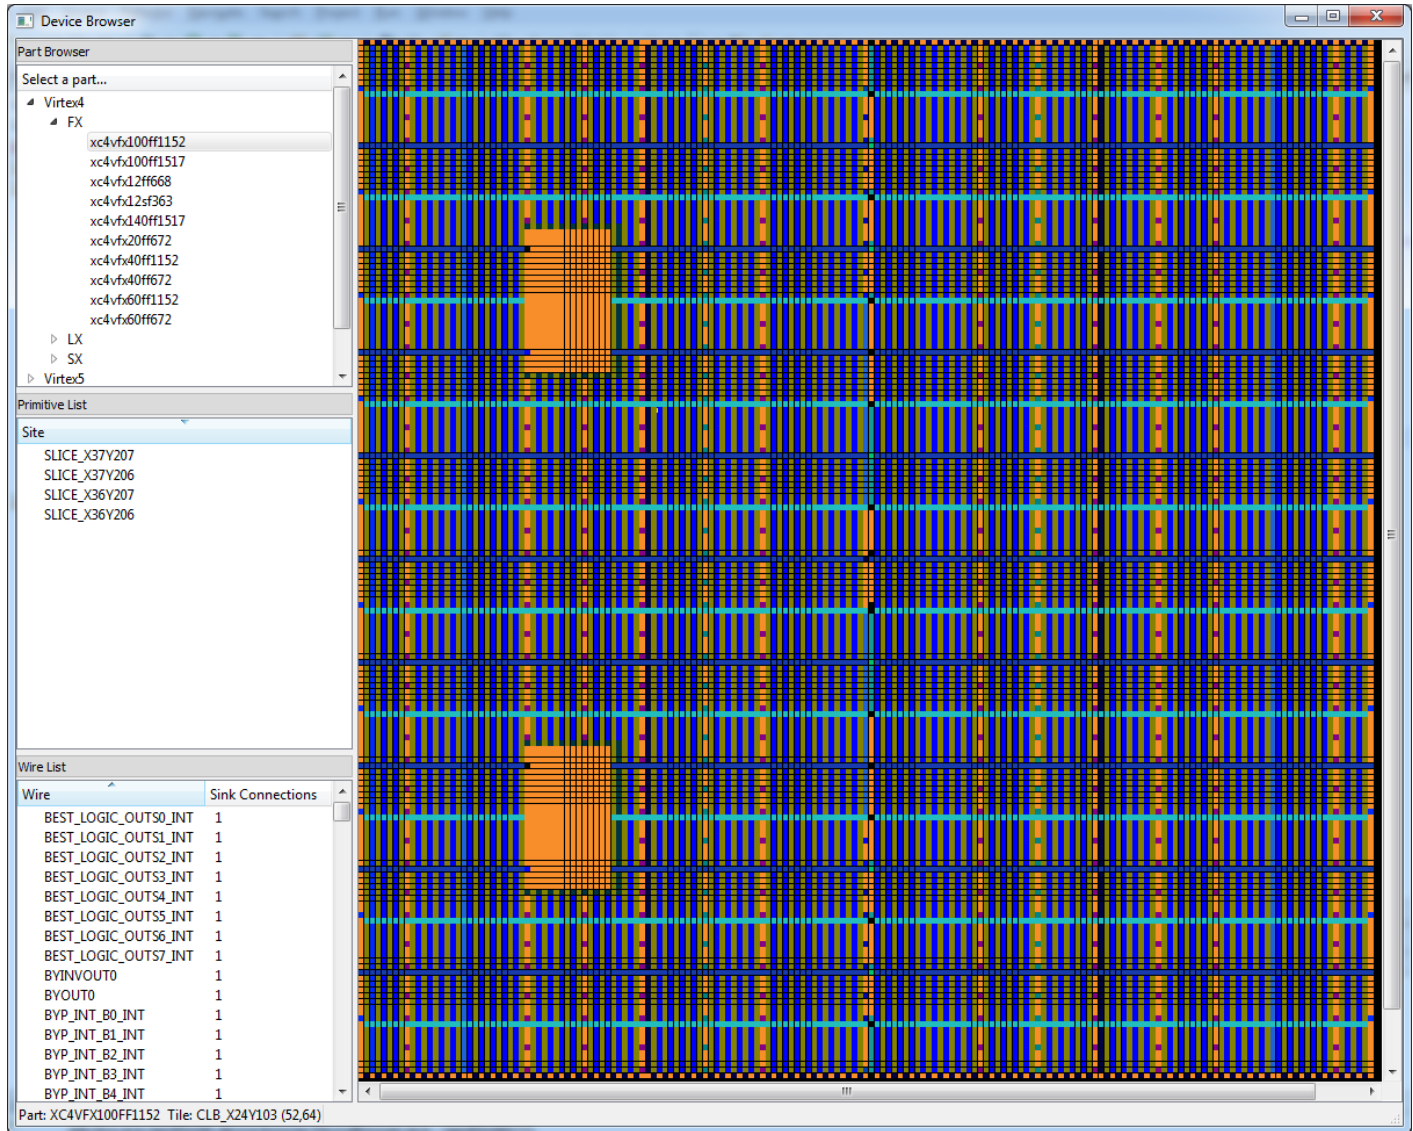 Device Browser
Part Browser
Select a part...
Virtex4
FX
xc4vfx100ff1152
xc4vfx100ff1517
xc4vfx12ff668
xc4vfx12sf363
xc4vfx140ff1517
xc4vfx20ff672
xc4vfx40ff1152
xc4vfx40ff672
xc4vfx60ff1152
xc4vfx60ff672
LX
SX
Virtex5
Primitive List
Site
SLICE_X37Y207
SLICE_X37Y206
SLICE_X36Y207
SLICE_X36Y206
Wire List
Wire Sink Connections
BEST_LOGIC_OUTS0_INT 1
BEST_LOGIC_OUTS1_INT 1
BEST_LOGIC_OUTS2_INT 1
BEST_LOGIC_OUTS3_INT 1
BEST_LOGIC_OUTS4_INT 1
BEST_LOGIC_OUTS5_INT 1
BEST_LOGIC_OUTS6_INT 1
BEST_LOGIC_OUTS7_INT 1
BYINVOUT0 1
BYOUT0 1
BYP_INT_B0_INT 1
BYP_INT_B1_INT 1
BYP_INT_B2_INT 1
BYP_INT_B3_INT 1
BYP_INT_B4_INT 1
Part: XC4VFX100FF1152 Tile: CLB_X24Y103 (52,64)